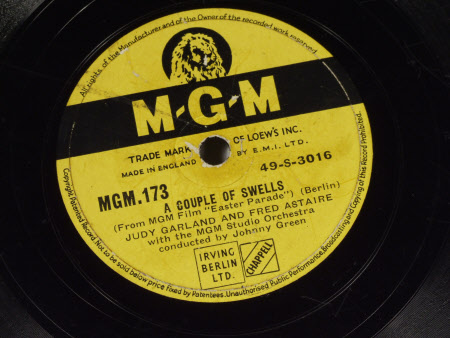 All rights of the Manufacturer and of the Owner of the recorded work reserved.
M-G-M
TRADE MARK OF LOEW'S INC.
MADE IN ENGLAND BY E.M.I. LTD.
49-S-3016
MGM.173
A COUPLE OF SWELLS
(From MGM Film "Easter Parade") (Berlin)
JUDY GARLAND AND FRED ASTAIRE
with the MGM Studio Orchestra
conducted by Johnny Green
IRVING
BERLIN
LTD.
CHAPPELL
Copyright Patented Record. Not to be sold below price fixed by Patentees. Unauthorised Public Performance, Broadcasting and Copying of this Record Prohibited.